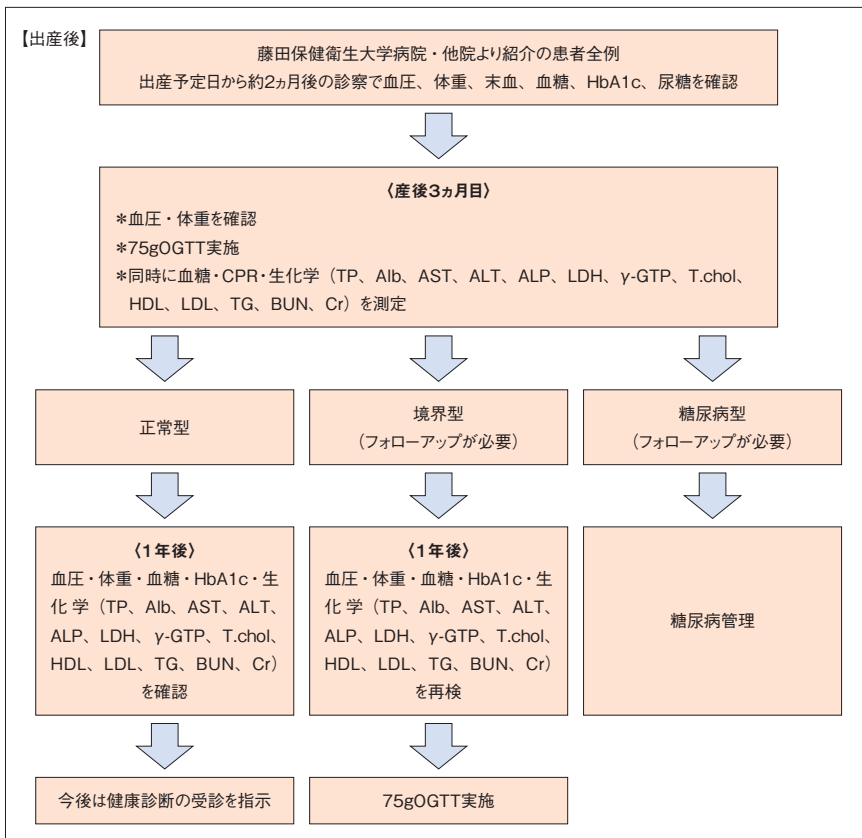 【出産後】
藤田保健衛生大学病院・他院より紹介の患者全例
出産予定日から約2ヵ月後の診察で血圧、体重、末血、血糖、HbA1c、尿糖を確認
〈産後3ヵ月目〉
*血圧・体重を確認
*75gOGTT実施
*同時に血糖・CPR・生化学（TP、Alb、AST、ALT、ALP、LDH、γ-GTP、T.chol、
HDL、LDL、TG、BUN、Cr）を測定
正常型
境界型
（フォローアップが必要）
糖尿病型
（フォローアップが必要）
〈1年後〉
血圧・体重・血糖・HbA1c・生
化学（TP、Alb、AST、ALT、
ALP、LDH、γ-GTP、T.chol、
HDL、LDL、TG、BUN、Cr）
を確認
〈1年後〉
血圧・体重・血糖・HbA1c・生
化学（TP、Alb、AST、ALT、
ALP、LDH、γ-GTP、T.chol、
HDL、LDL、TG、BUN、Cr）
を再検
糖尿病管理
今後は健康診断の受診を指示
75gOGTT実施